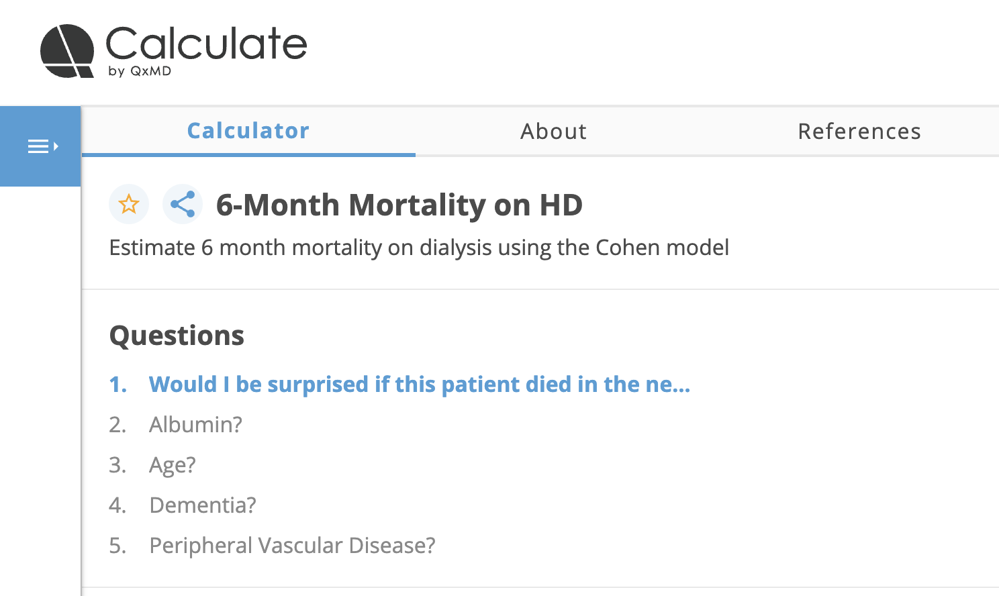 Calculate
by QxMD
Calculator About References
6-Month Mortality on HD
Estimate 6 month mortality on dialysis using the Cohen model
Questions
1. Would I be surprised if this patient died in the ne...
2. Albumin?
3. Age?
4. Dementia?
5. Peripheral Vascular Disease?